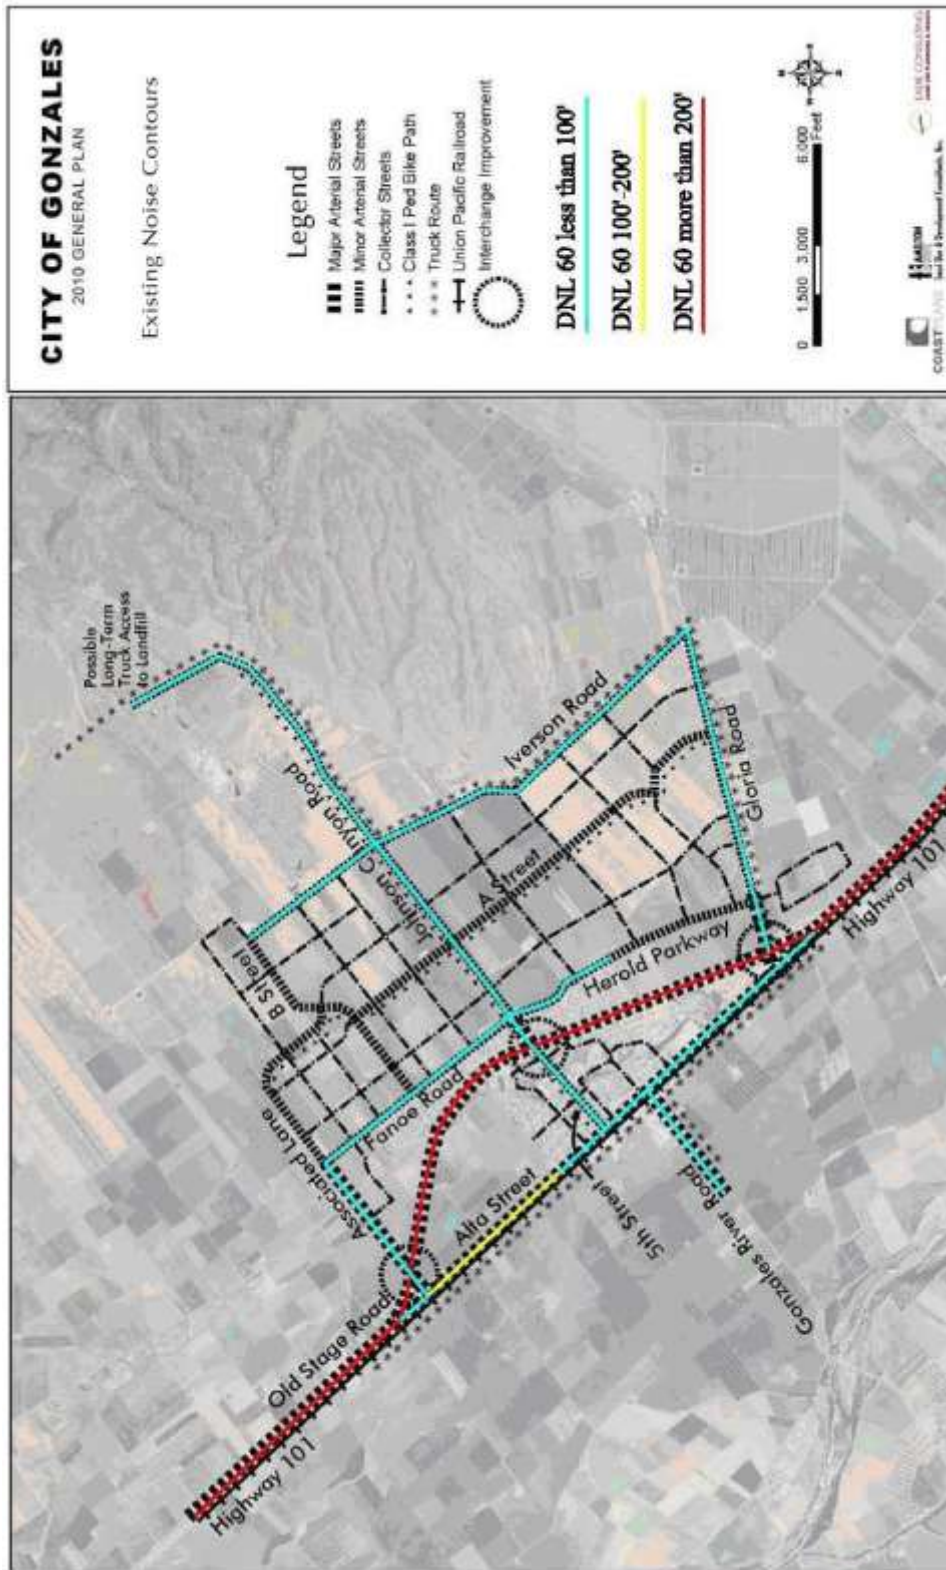 CITY OF GONZALES
2010 GENERAL PLAN
Existing Noise Contours
Legend
Major Arterial Streets
Minor Arterial Streets
Collector Streets
Class I Ped Bike Path
Truck Route
Union Pacific Railroad
Interchange Improvement
DNL 60 less than 100'
DNL 60 100'-200'
DNL 60 more than 200'
0 1,500 3,000 6,000
Feet
COASTLANDS
EADIE CONSULTING
Possible
Long-Term
Truck Access
to Landfill
Johnson Canyon Road
Iverson Road
B Street
A Street
Gloria Road
Herold Parkway
Highway 101
Associated Lane
Fanoe Road
Alta Street
5th Street
Gonzales River Road
Old Stage Road
Highway 101